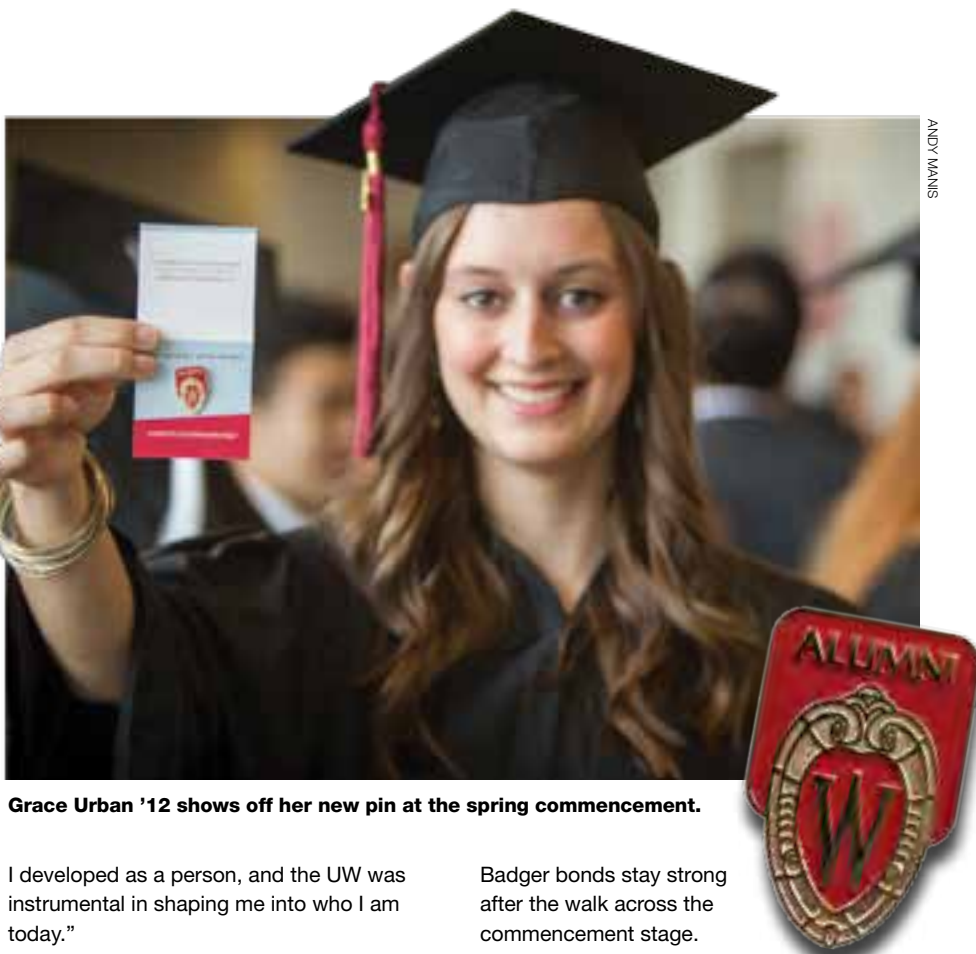 ANDY MANIS
ALUMNI
W
Grace Urban ’12 shows off her new pin at the spring commencement.
I developed as a person, and the UW was
instrumental in shaping me into who I am
today.”
Badger bonds stay strong
after the walk across the
commencement stage.